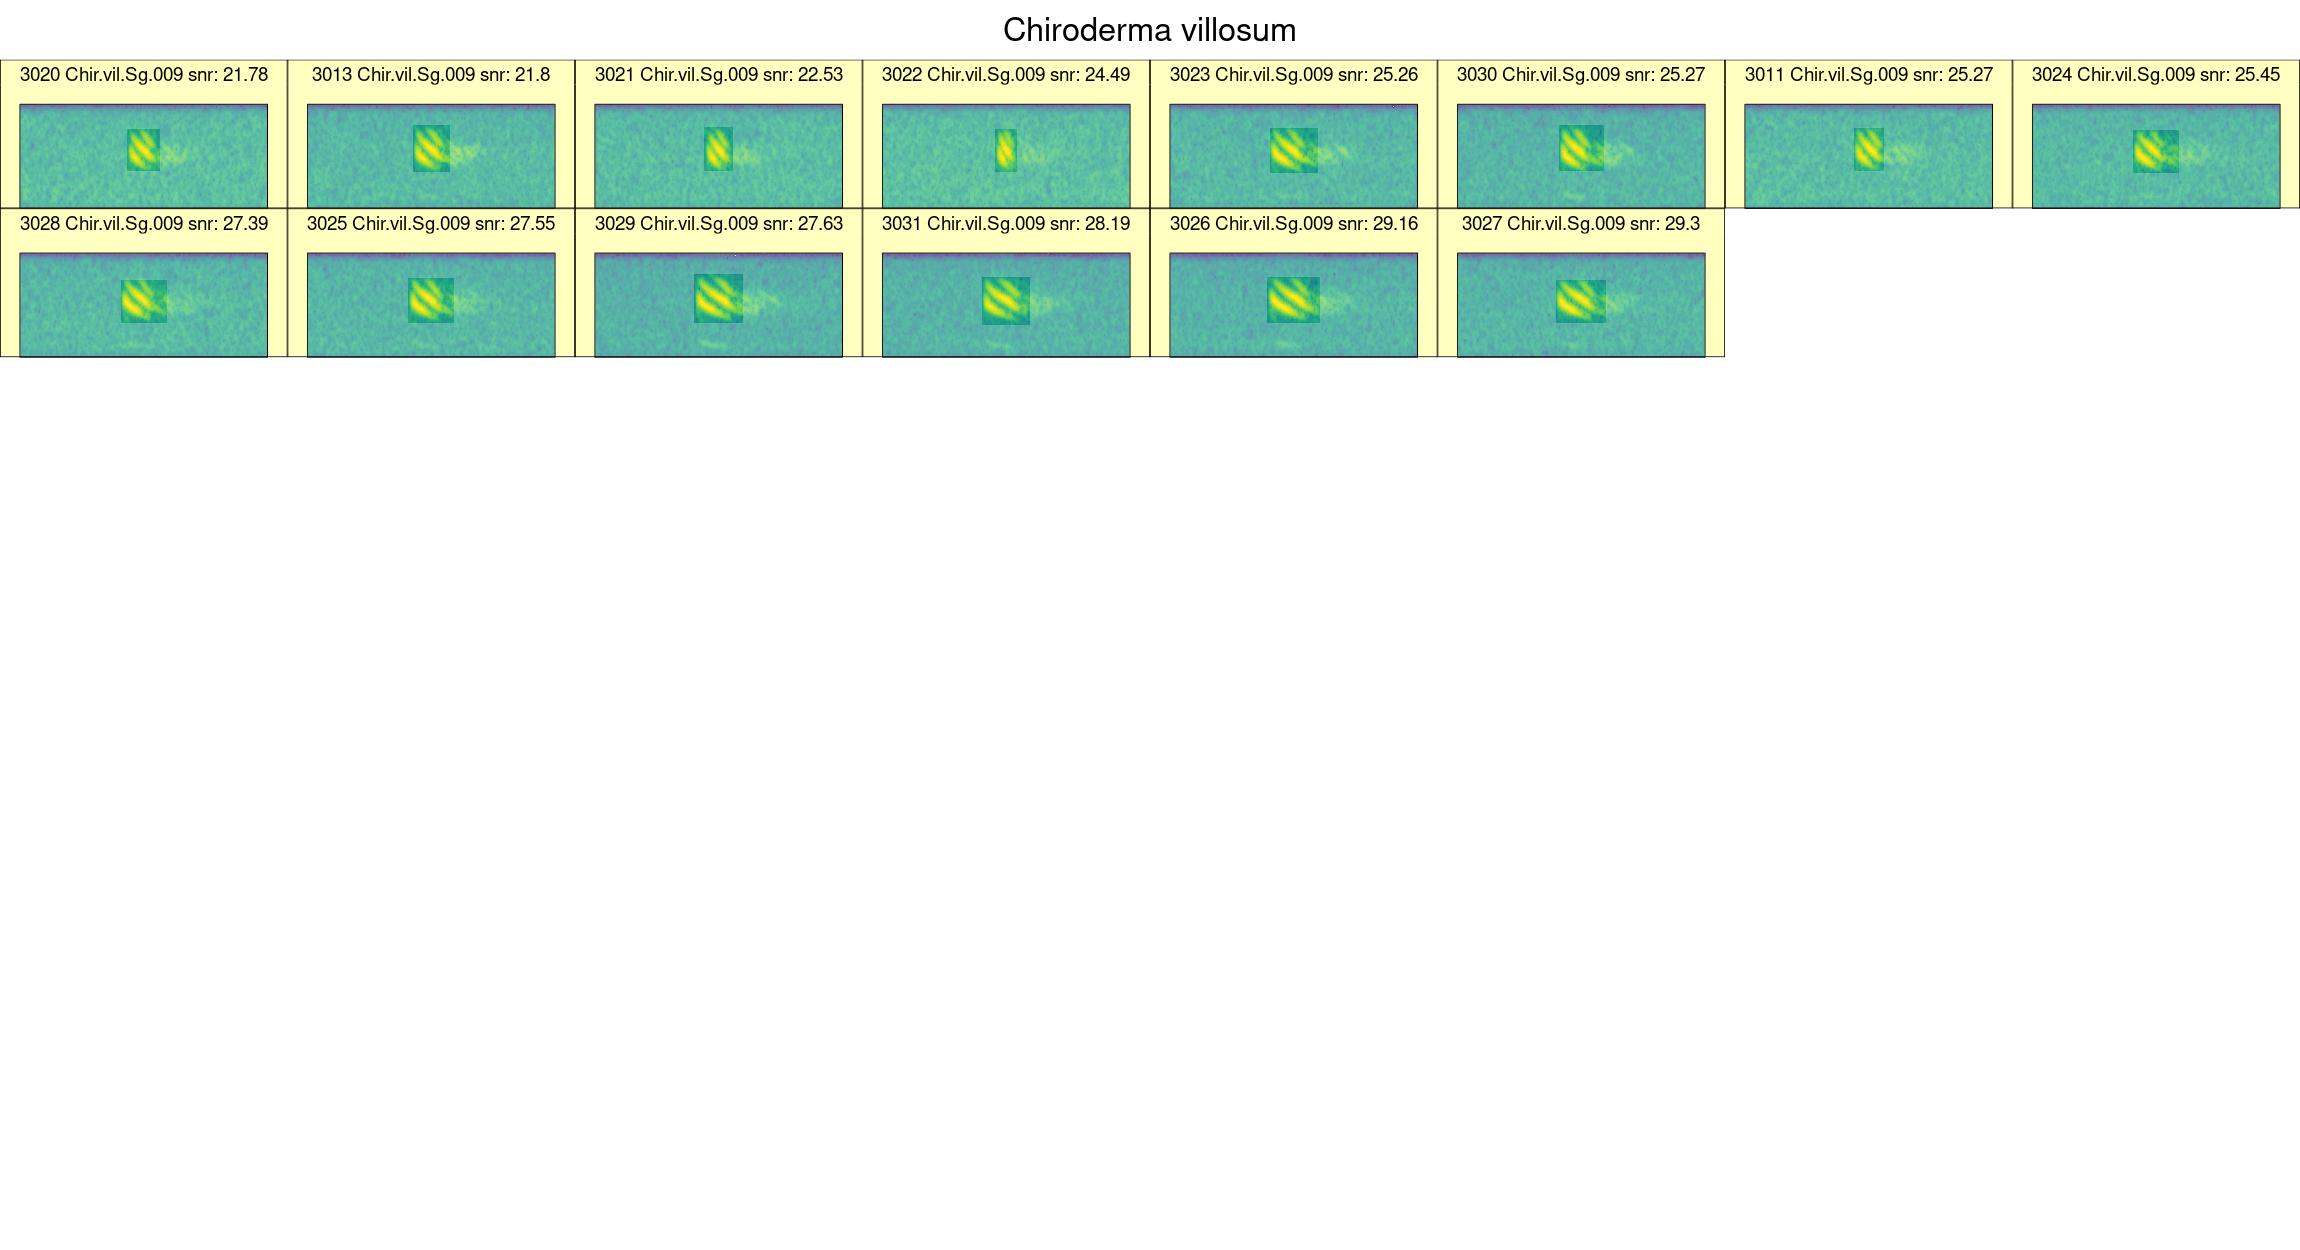 Chiroderma villosum
3020 Chir.vil.Sg.009 snr: 21.78
3013 Chir.vil.Sg.009 snr: 21.8
3021 Chir.vil.Sg.009 snr: 22.53
3022 Chir.vil.Sg.009 snr: 24.49
3023 Chir.vil.Sg.009 snr: 25.26
3030 Chir.vil.Sg.009 snr: 25.27
3011 Chir.vil.Sg.009 snr: 25.27
3024 Chir.vil.Sg.009 snr: 25.45
3028 Chir.vil.Sg.009 snr: 27.39
3025 Chir.vil.Sg.009 snr: 27.55
3029 Chir.vil.Sg.009 snr: 27.63
3031 Chir.vil.Sg.009 snr: 28.19
3026 Chir.vil.Sg.009 snr: 29.16
3027 Chir.vil.Sg.009 snr: 29.3